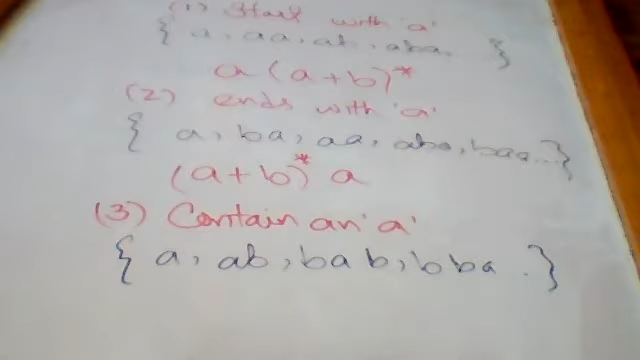 (1) Start with 'a'
{ a, aa, ab, aba.. }
a (a+b)*
(2) ends with 'a'
{ a, ba, aa, aba, baa...}
(a+b)* a
(3) Contain an 'a'
{ a, ab, bab, bba .}